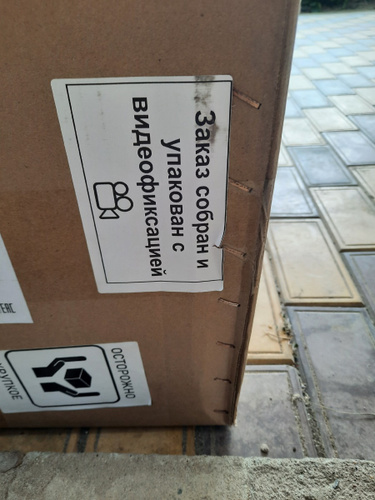 Заказ собран и
упакован с
видеофиксацией
ОСТОРОЖНО